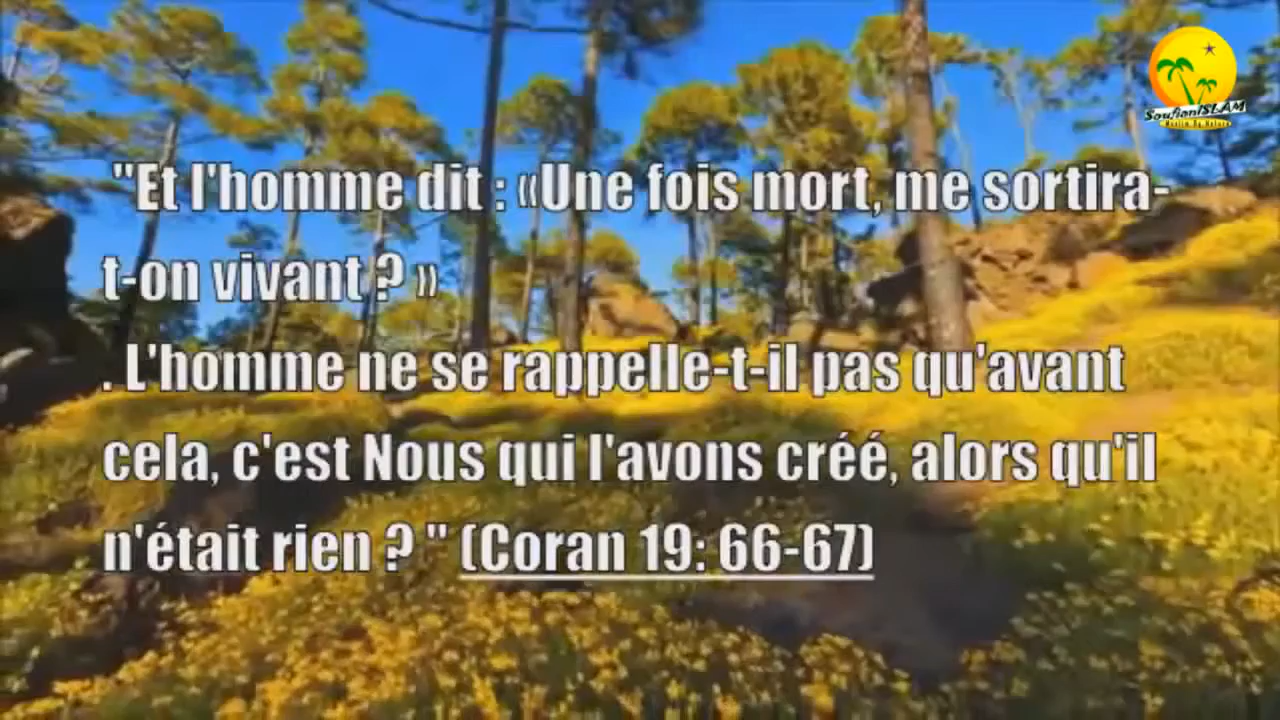 SoufianISLAM
"Et l'homme dit : «Une fois mort, me sortira-
t-on vivant ? »
. L'homme ne se rappelle-t-il pas qu'avant
cela, c'est Nous qui l'avons créé, alors qu'il
n'était rien ? " (Coran 19: 66-67)